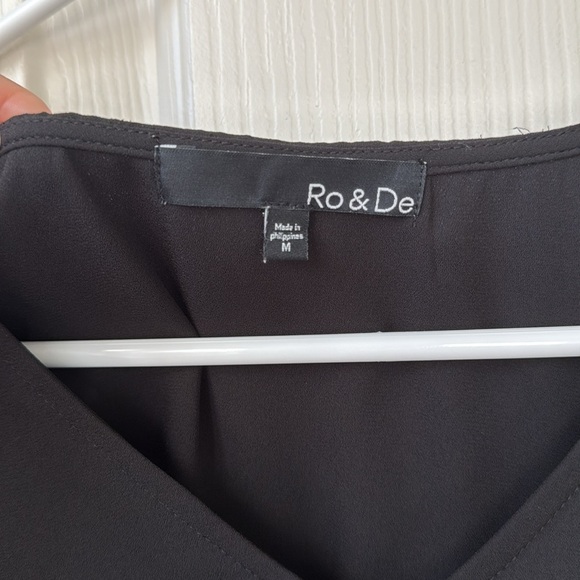 Ro & De
Made in
philippines
M